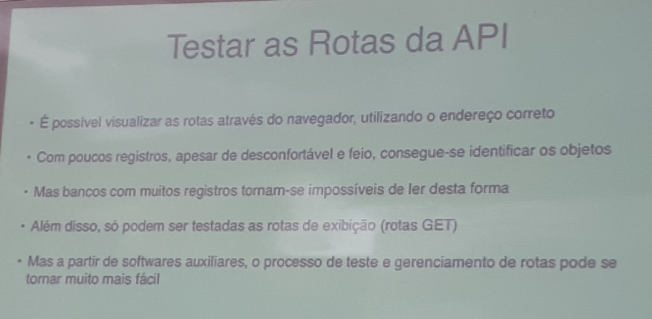 Testar as Rotas da API
• É possível visualizar as rotas através do navegador, utilizando o endereço correto
• Com poucos registros, apesar de desconfortável e feio, consegue-se identificar os objetos
• Mas bancos com muitos registros tornam-se impossíveis de ler desta forma
• Além disso, só podem ser testadas as rotas de exibição (rotas GET)
• Mas a partir de softwares auxiliares, o processo de teste e gerenciamento de rotas pode se
tornar muito mais fácil